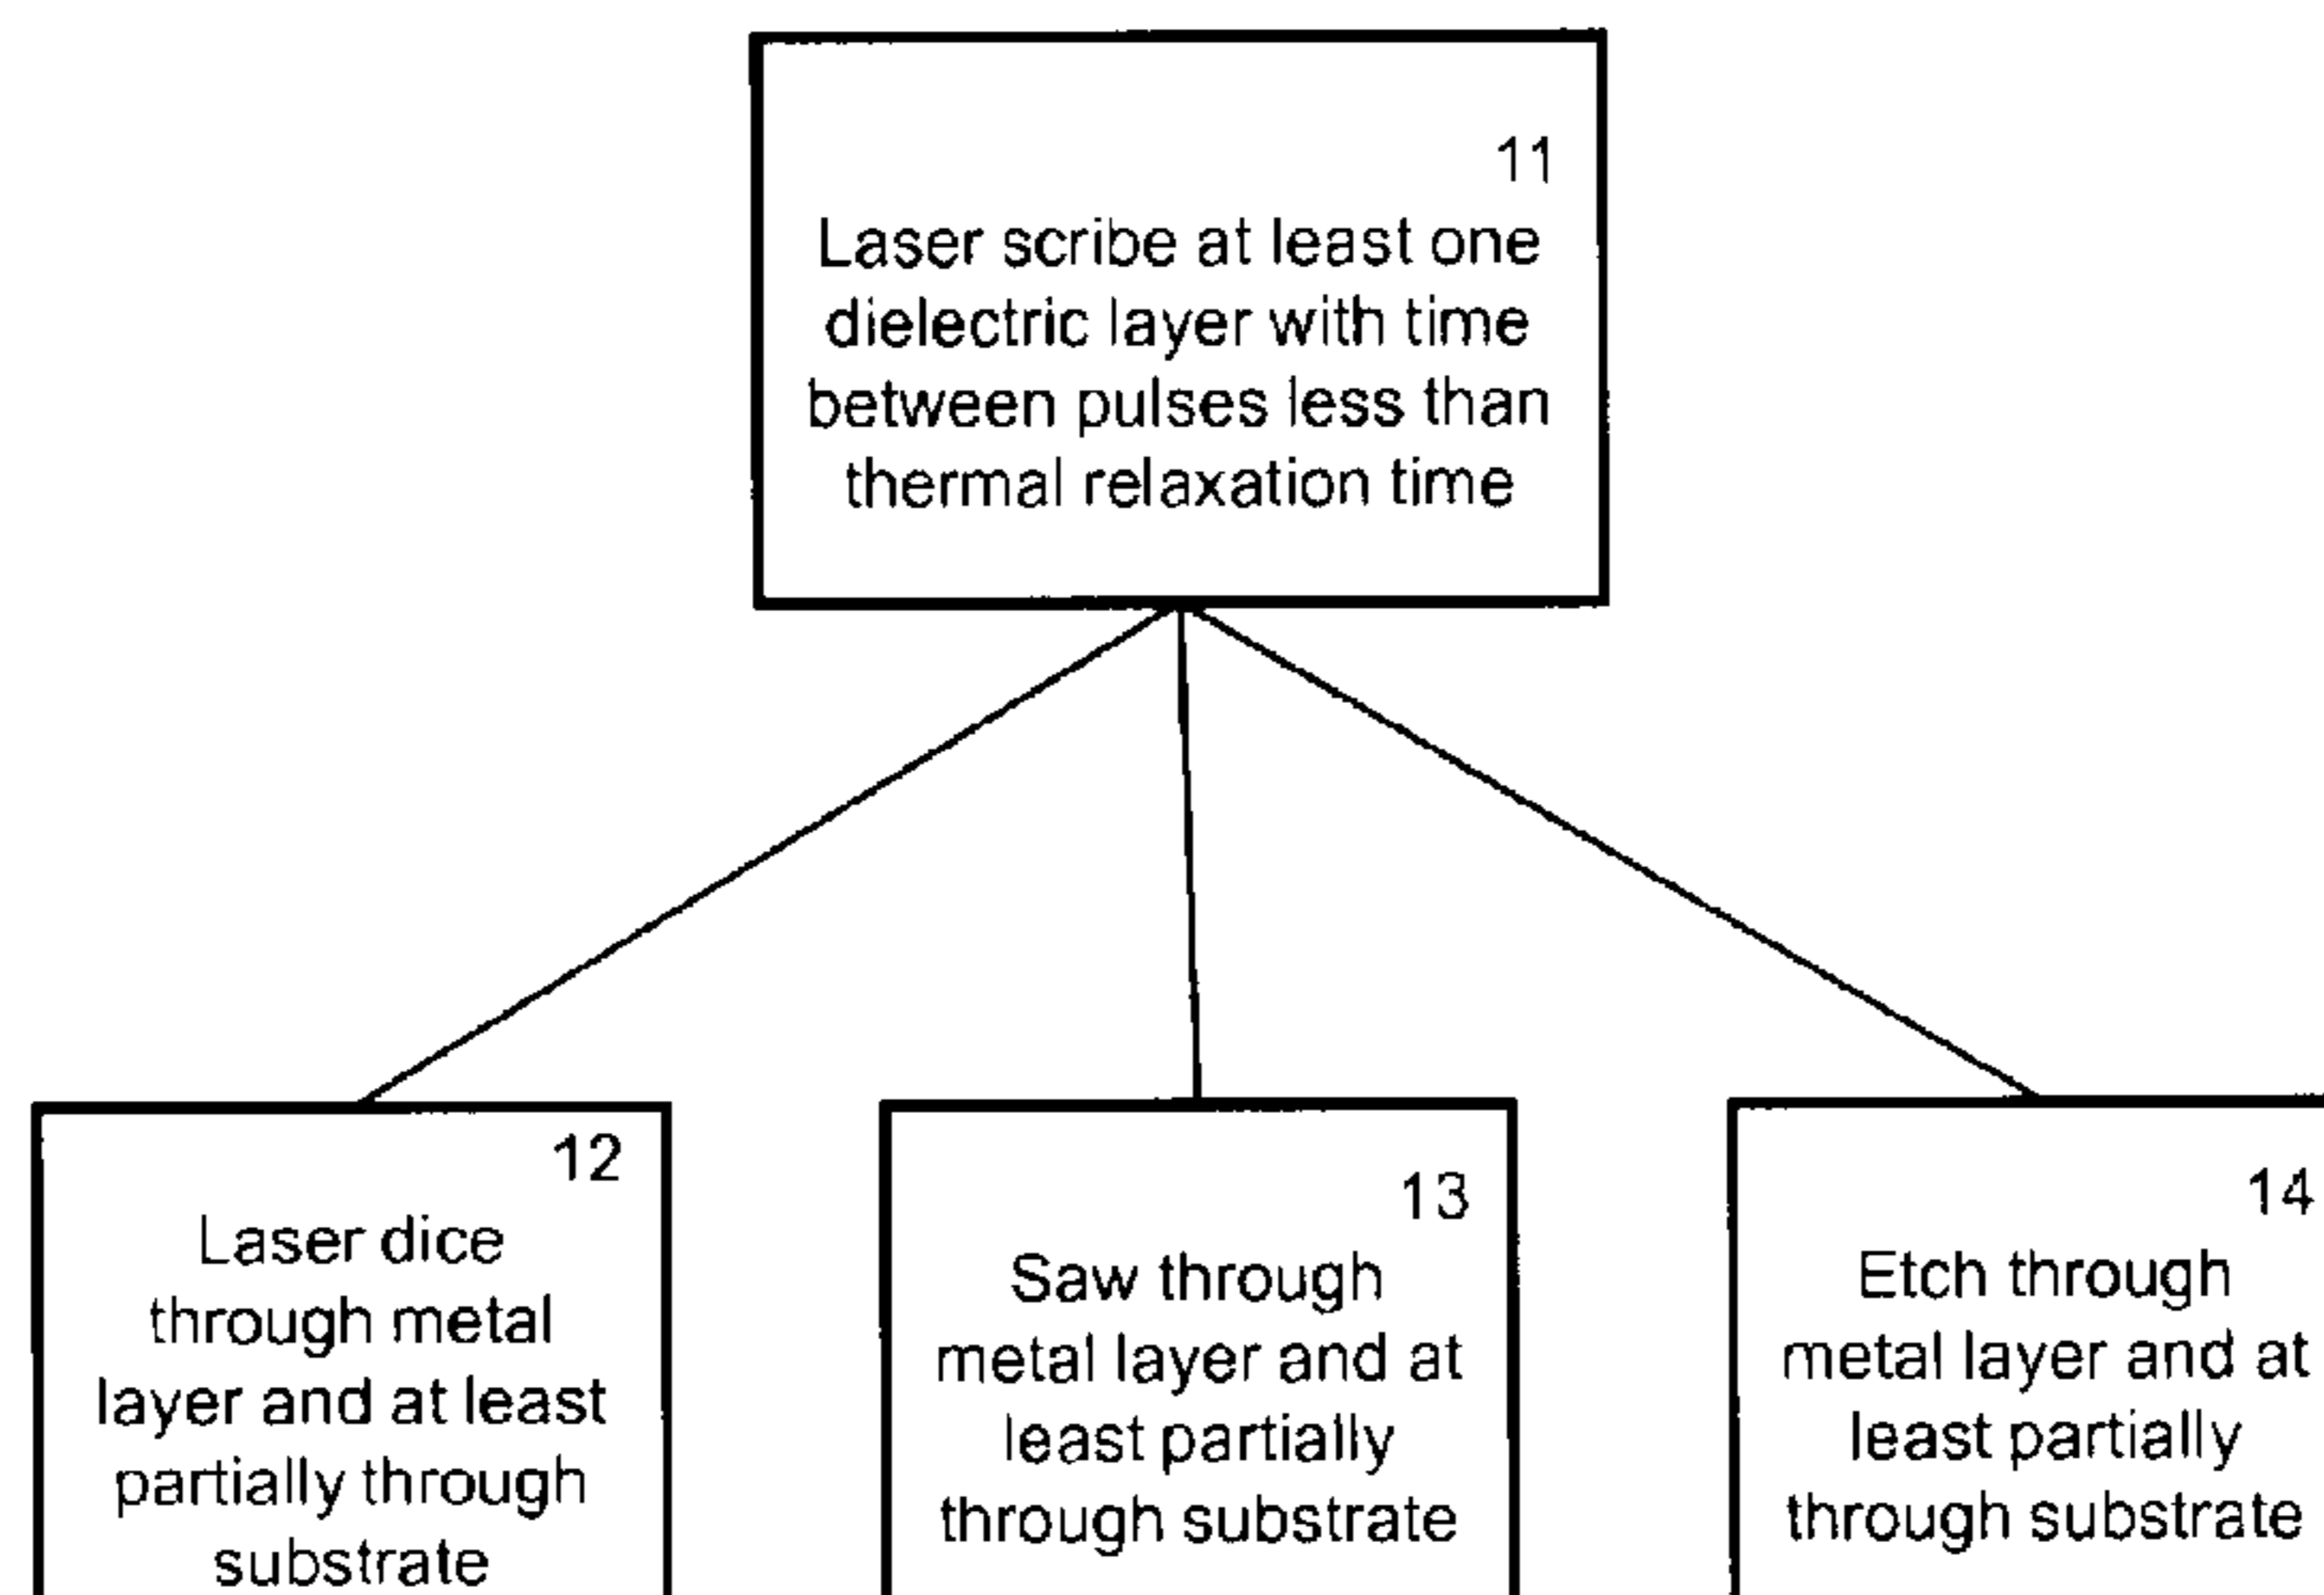 11
Laser scribe at least one
dielectric layer with time
between pulses less than
thermal relaxation time
12
Laser dice
through metal
layer and at least
partially through
substrate
13
Saw through
metal layer and at
least partially
through substrate
14
Etch through
metal layer and at
least partially
through substrate